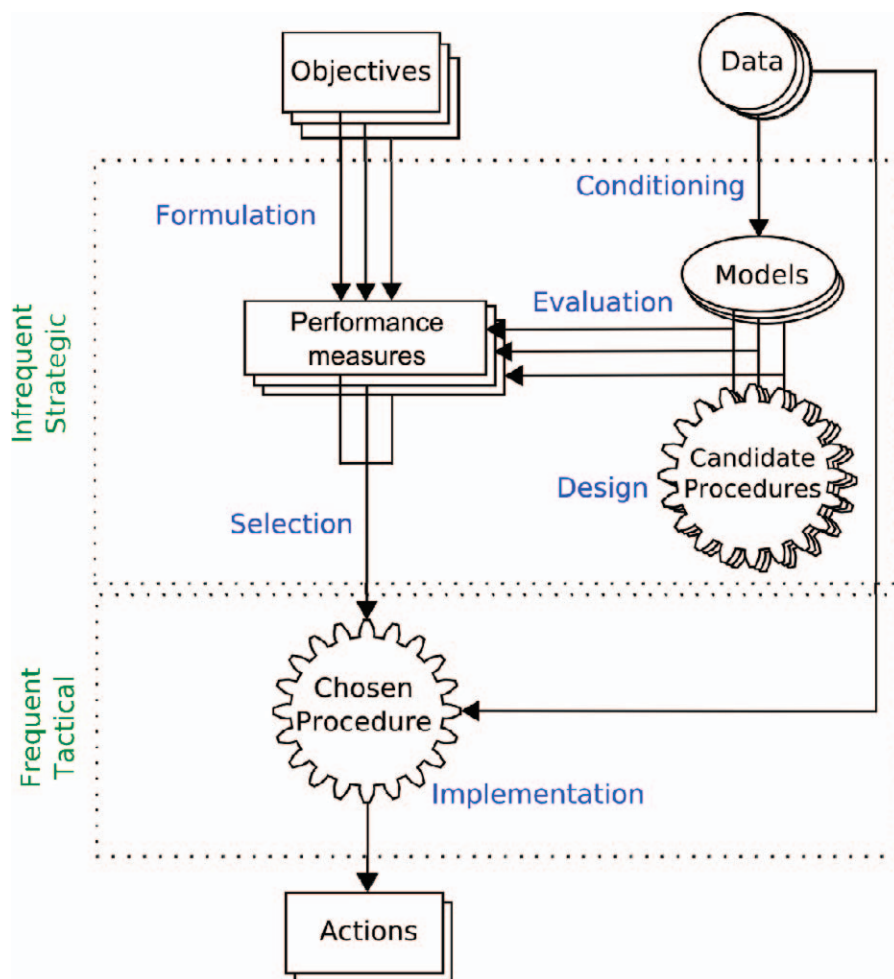 Objectives
Data
Conditioning
Formulation
Models
Evaluation
Performance
measures
Infrequent
Strategic
Candidate
Procedures
Design
Selection
Frequent
Tactical
Chosen
Procedure
Implementation
Actions